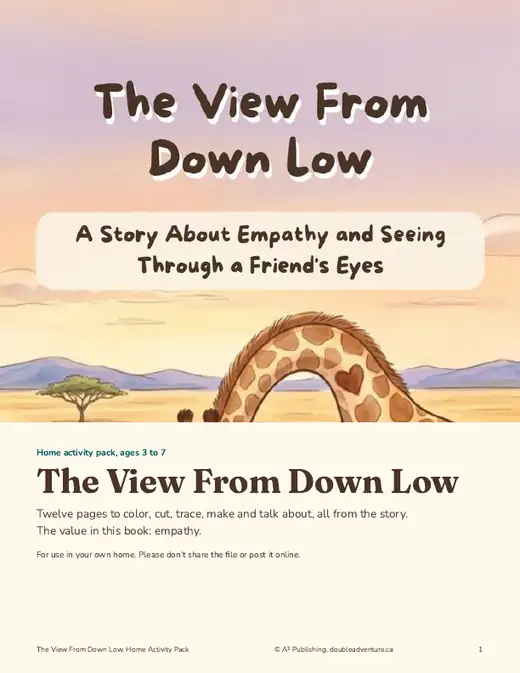 The View From
Down Low
A Story About Empathy and Seeing
Through a Friend's Eyes
Home activity pack, ages 3 to 7
The View From Down Low
Twelve pages to color, cut, trace, make and talk about, all from the story.
The value in this book: empathy.
For use in your own home. Please don't share the file or post it online.
The View From Down Low, Home Activity Pack
© A² Publishing, doubleadventure.ca
1